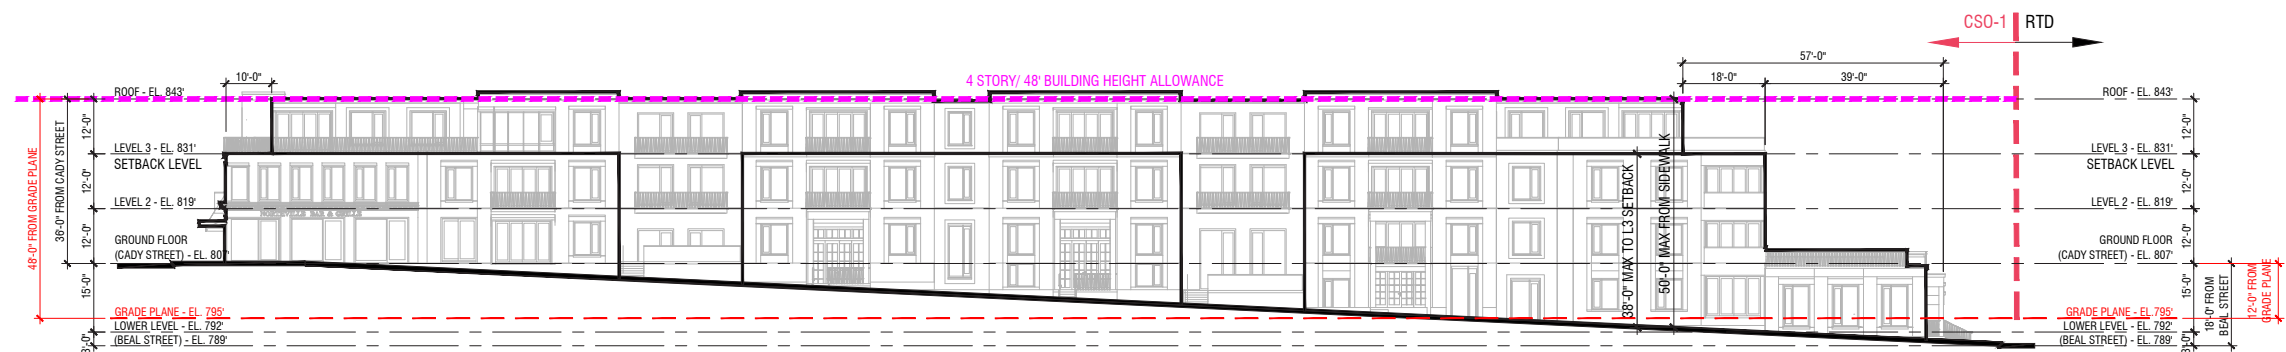 CSO-1 RTD
57'-0"
10'-0"
4 STORY/ 48' BUILDING HEIGHT ALLOWANCE
18'-0"
39'-0"
ROOF - EL. 843'
ROOF - EL. 843'
12'-0"
12'-0"
LEVEL 3 - EL. 831'
SETBACK LEVEL
LEVEL 3 - EL. 831'
SETBACK LEVEL
12'-0"
12'-0"
LEVEL 2 - EL. 819'
LEVEL 2 - EL. 819'
NORTHVILLE BAR & GRILLE
12'-0"
12'-0"
GROUND FLOOR
(CADY STREET) - EL. 807'
GROUND FLOOR
(CADY STREET) - EL. 807'
48'-0" FROM GRADE PLANE
36'-0" FROM CADY STREET
15'-0"
38'-0" MAX TO L3 SETBACK
50'-0" MAX FROM SIDEWALK
15'-0"
18'-0" FROM
BEAL STREET
12'-0" FROM
GRADE PLANE
GRADE PLANE - EL. 795'
GRADE PLANE - EL.795'
LOWER LEVEL - EL. 792'
LOWER LEVEL - EL. 792'
(BEAL STREET) - EL. 789'
(BEAL STREET) - EL. 789'